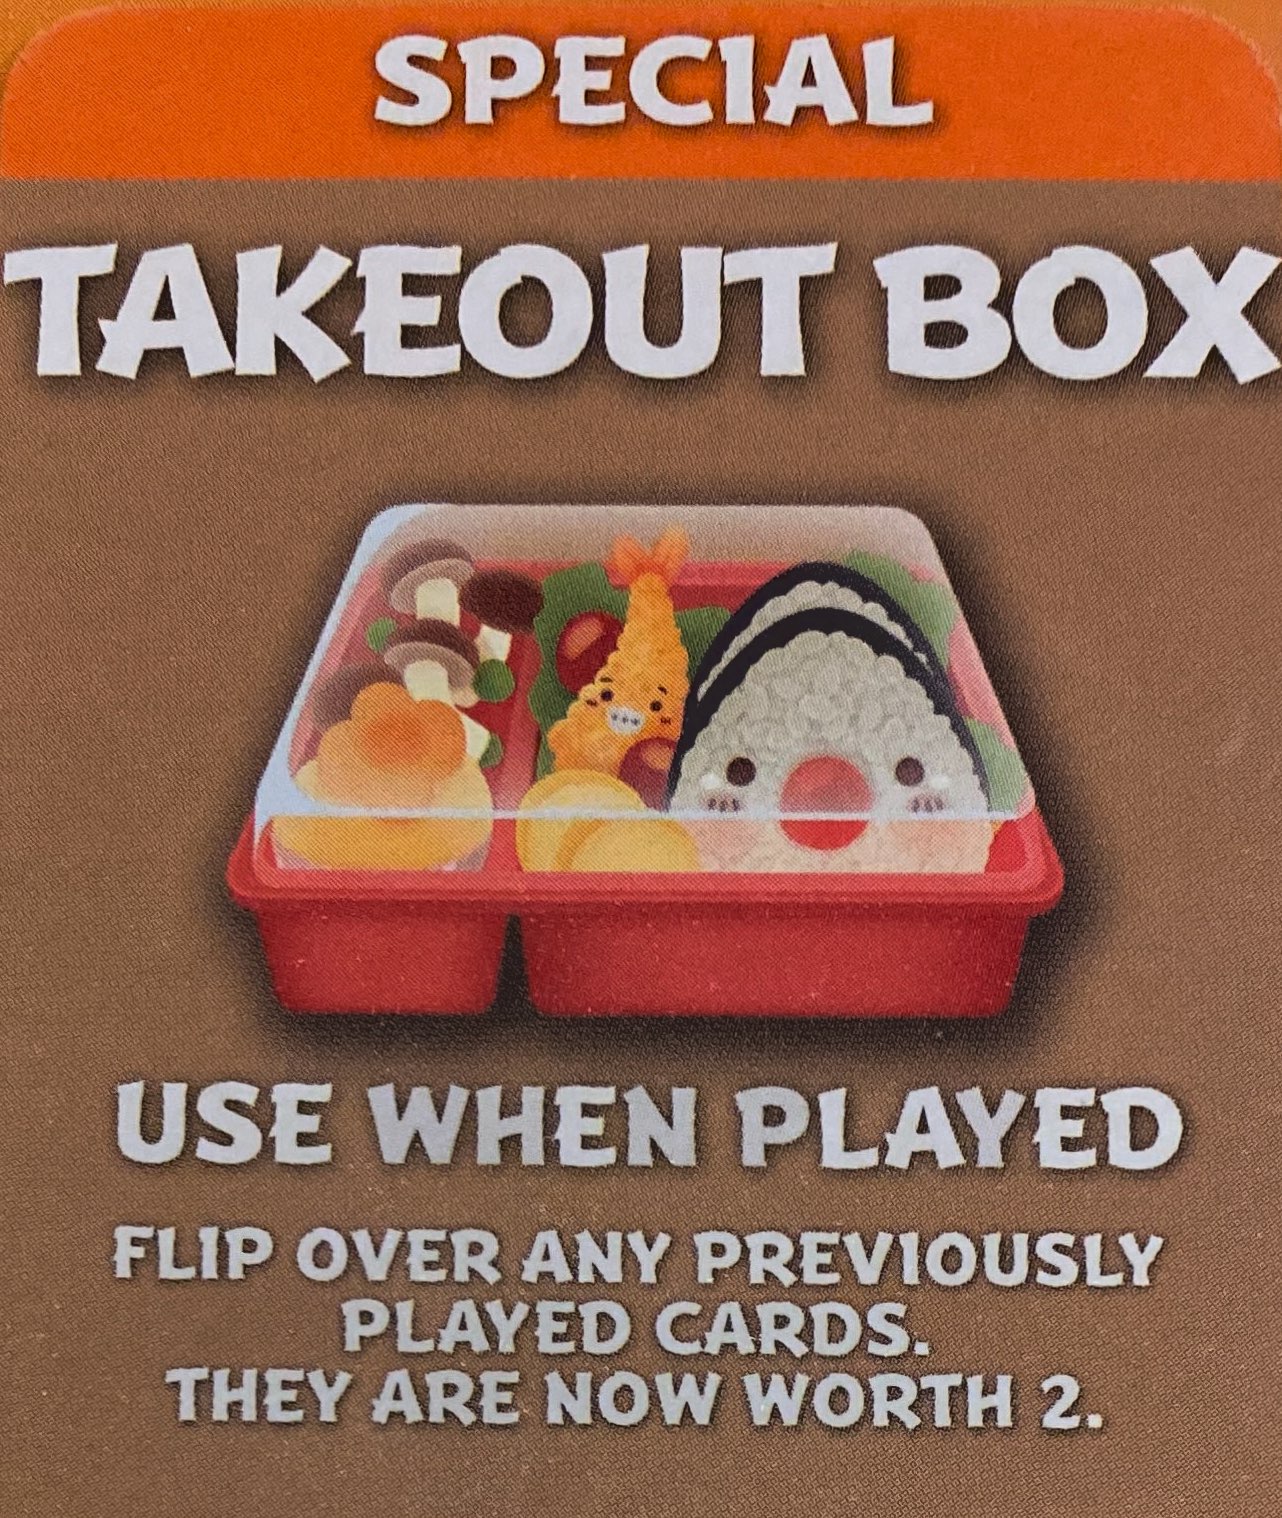 SPECIAL
TAKEOUT BOX
USE WHEN PLAYED
FLIP OVER ANY PREVIOUSLY
PLAYED CARDS.
THEY ARE NOW WORTH 2.